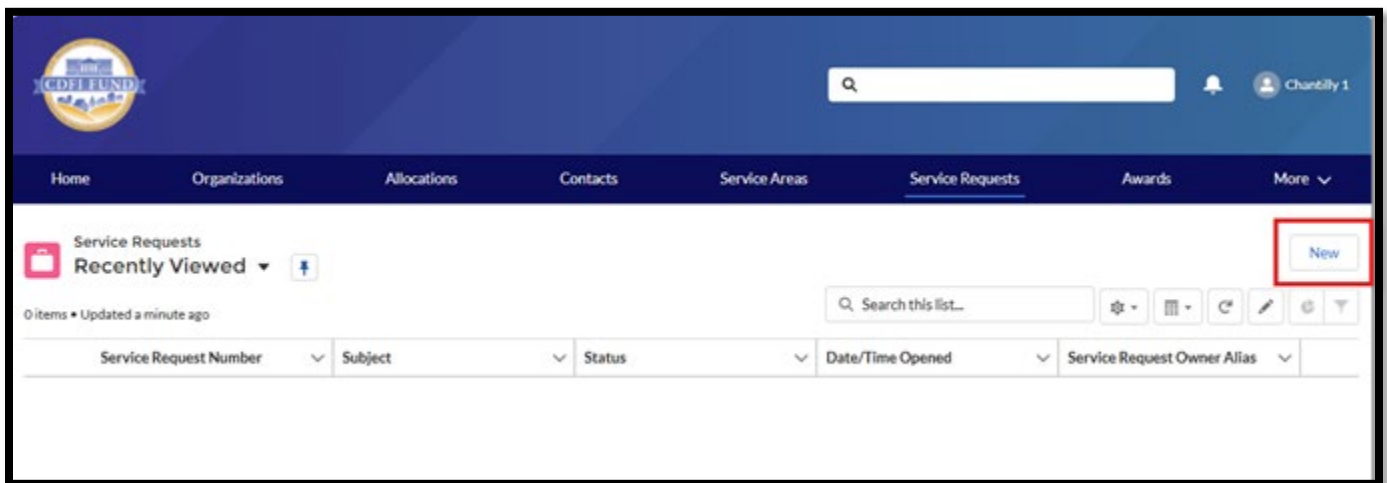 CDFI FUND
Chantilly 1
Home Organizations Allocations Contacts Service Areas Service Requests Awards More
Service Requests
Recently Viewed
New
0 items • Updated a minute ago
Search this list...
Service Request Number Subject Status Date/Time Opened Service Request Owner Alias